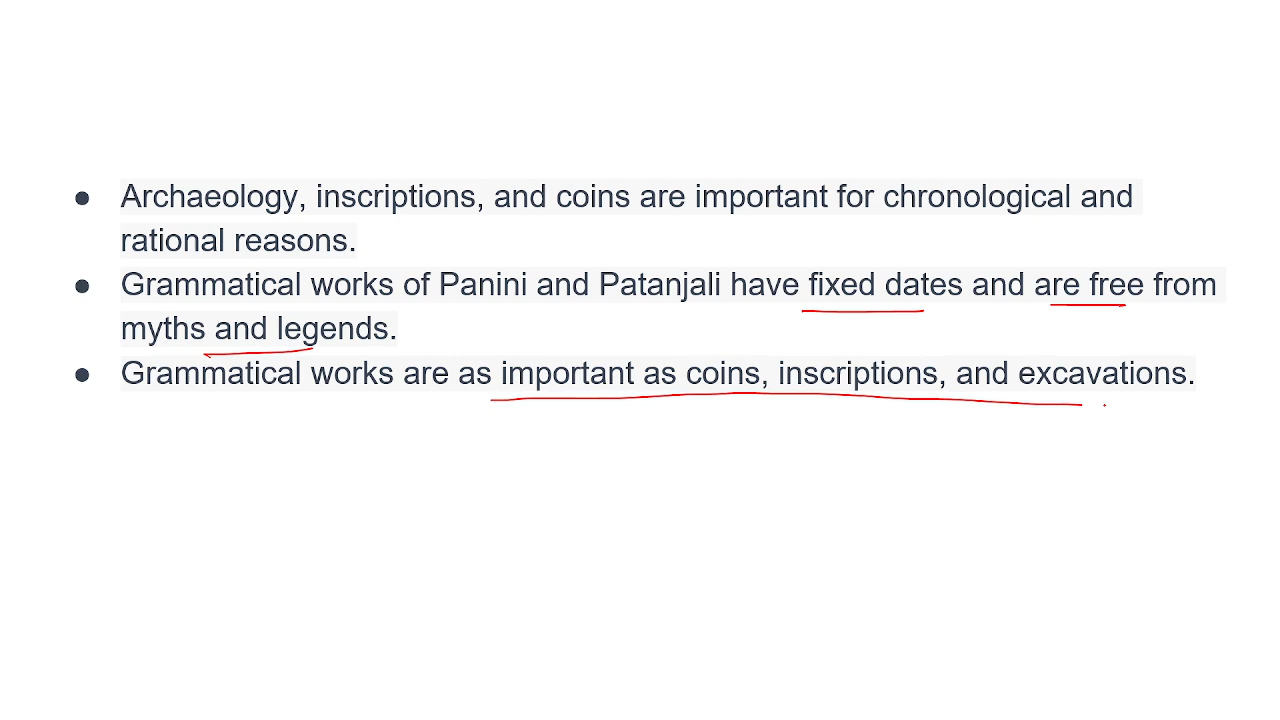 ● Archaeology, inscriptions, and coins are important for chronological and
rational reasons.
● Grammatical works of Panini and Patanjali have fixed dates and are free from
myths and legends.
● Grammatical works are as important as coins, inscriptions, and excavations.